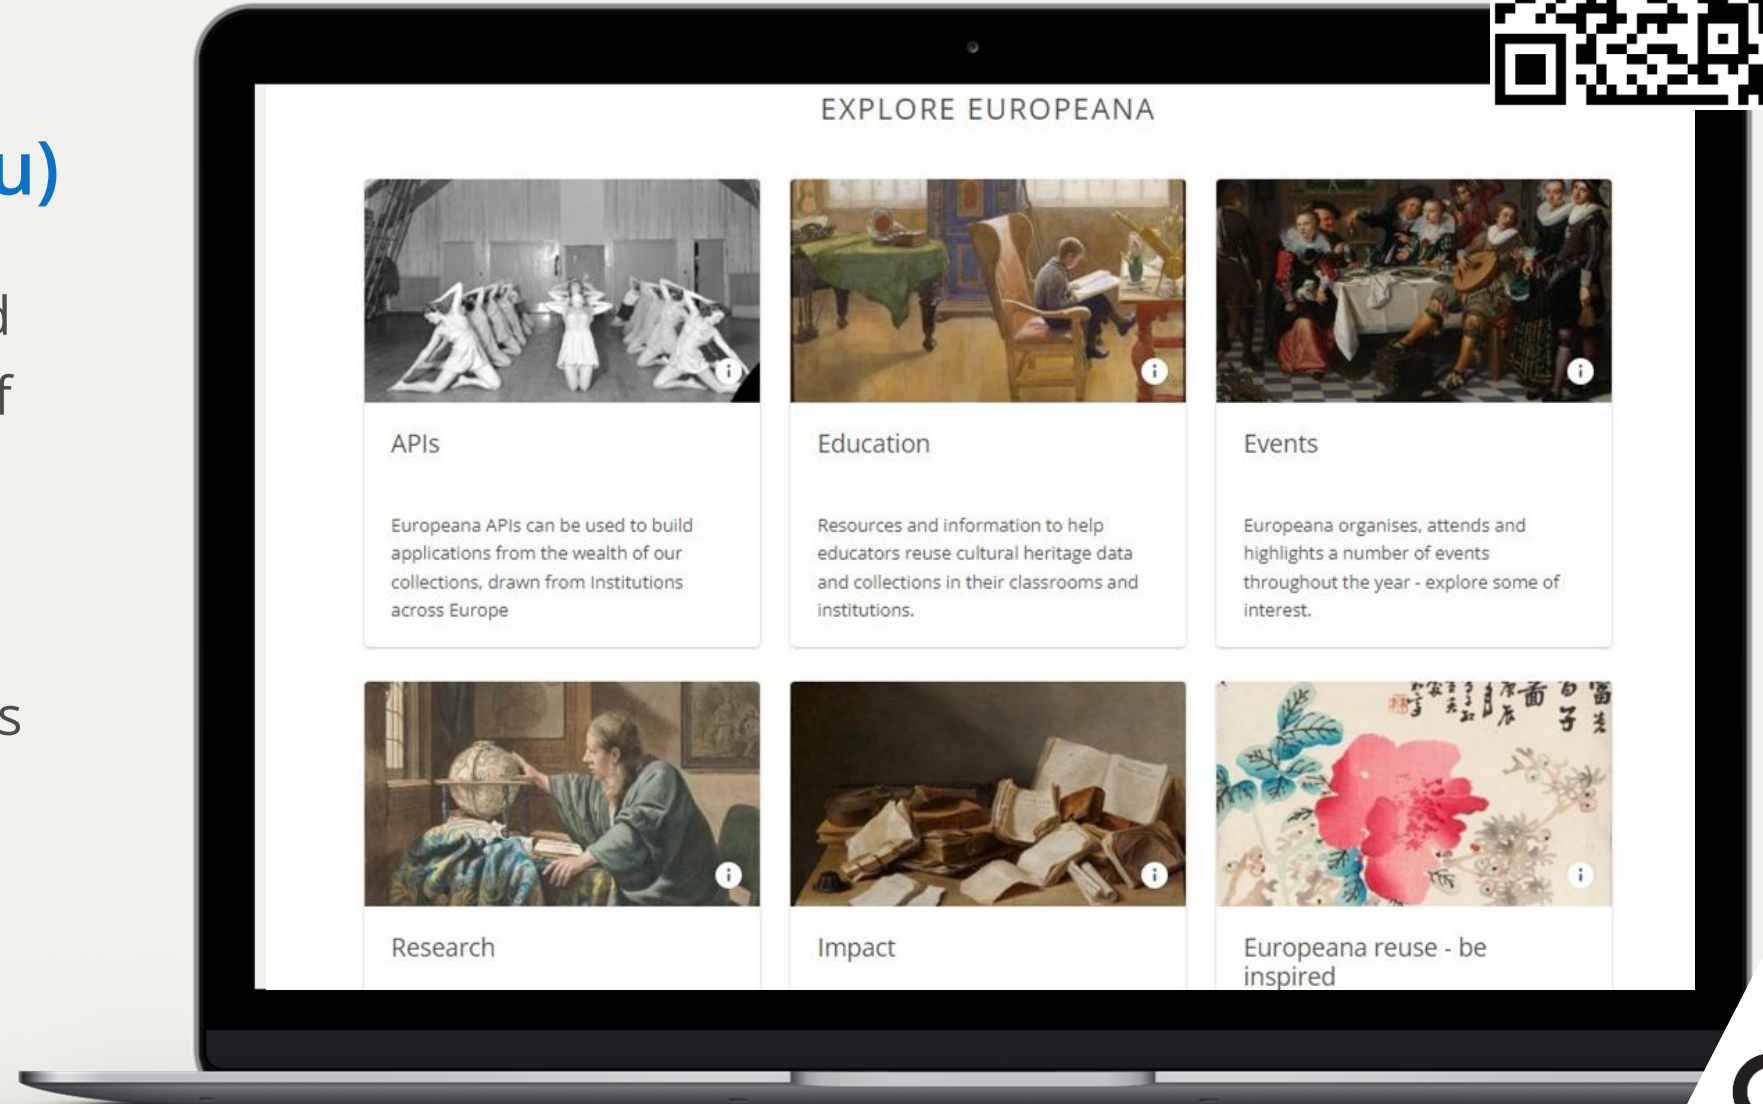 u)
d
f
s
EXPLORE EUROPEANA
APIs
Europeana APIs can be used to build
applications from the wealth of our
collections, drawn from Institutions
across Europe
Education
Resources and information to help
educators reuse cultural heritage data
and collections in their classrooms and
institutions.
Events
Europeana organises, attends and
highlights a number of events
throughout the year - explore some of
interest.
Research
Impact
Europeana reuse - be
inspired